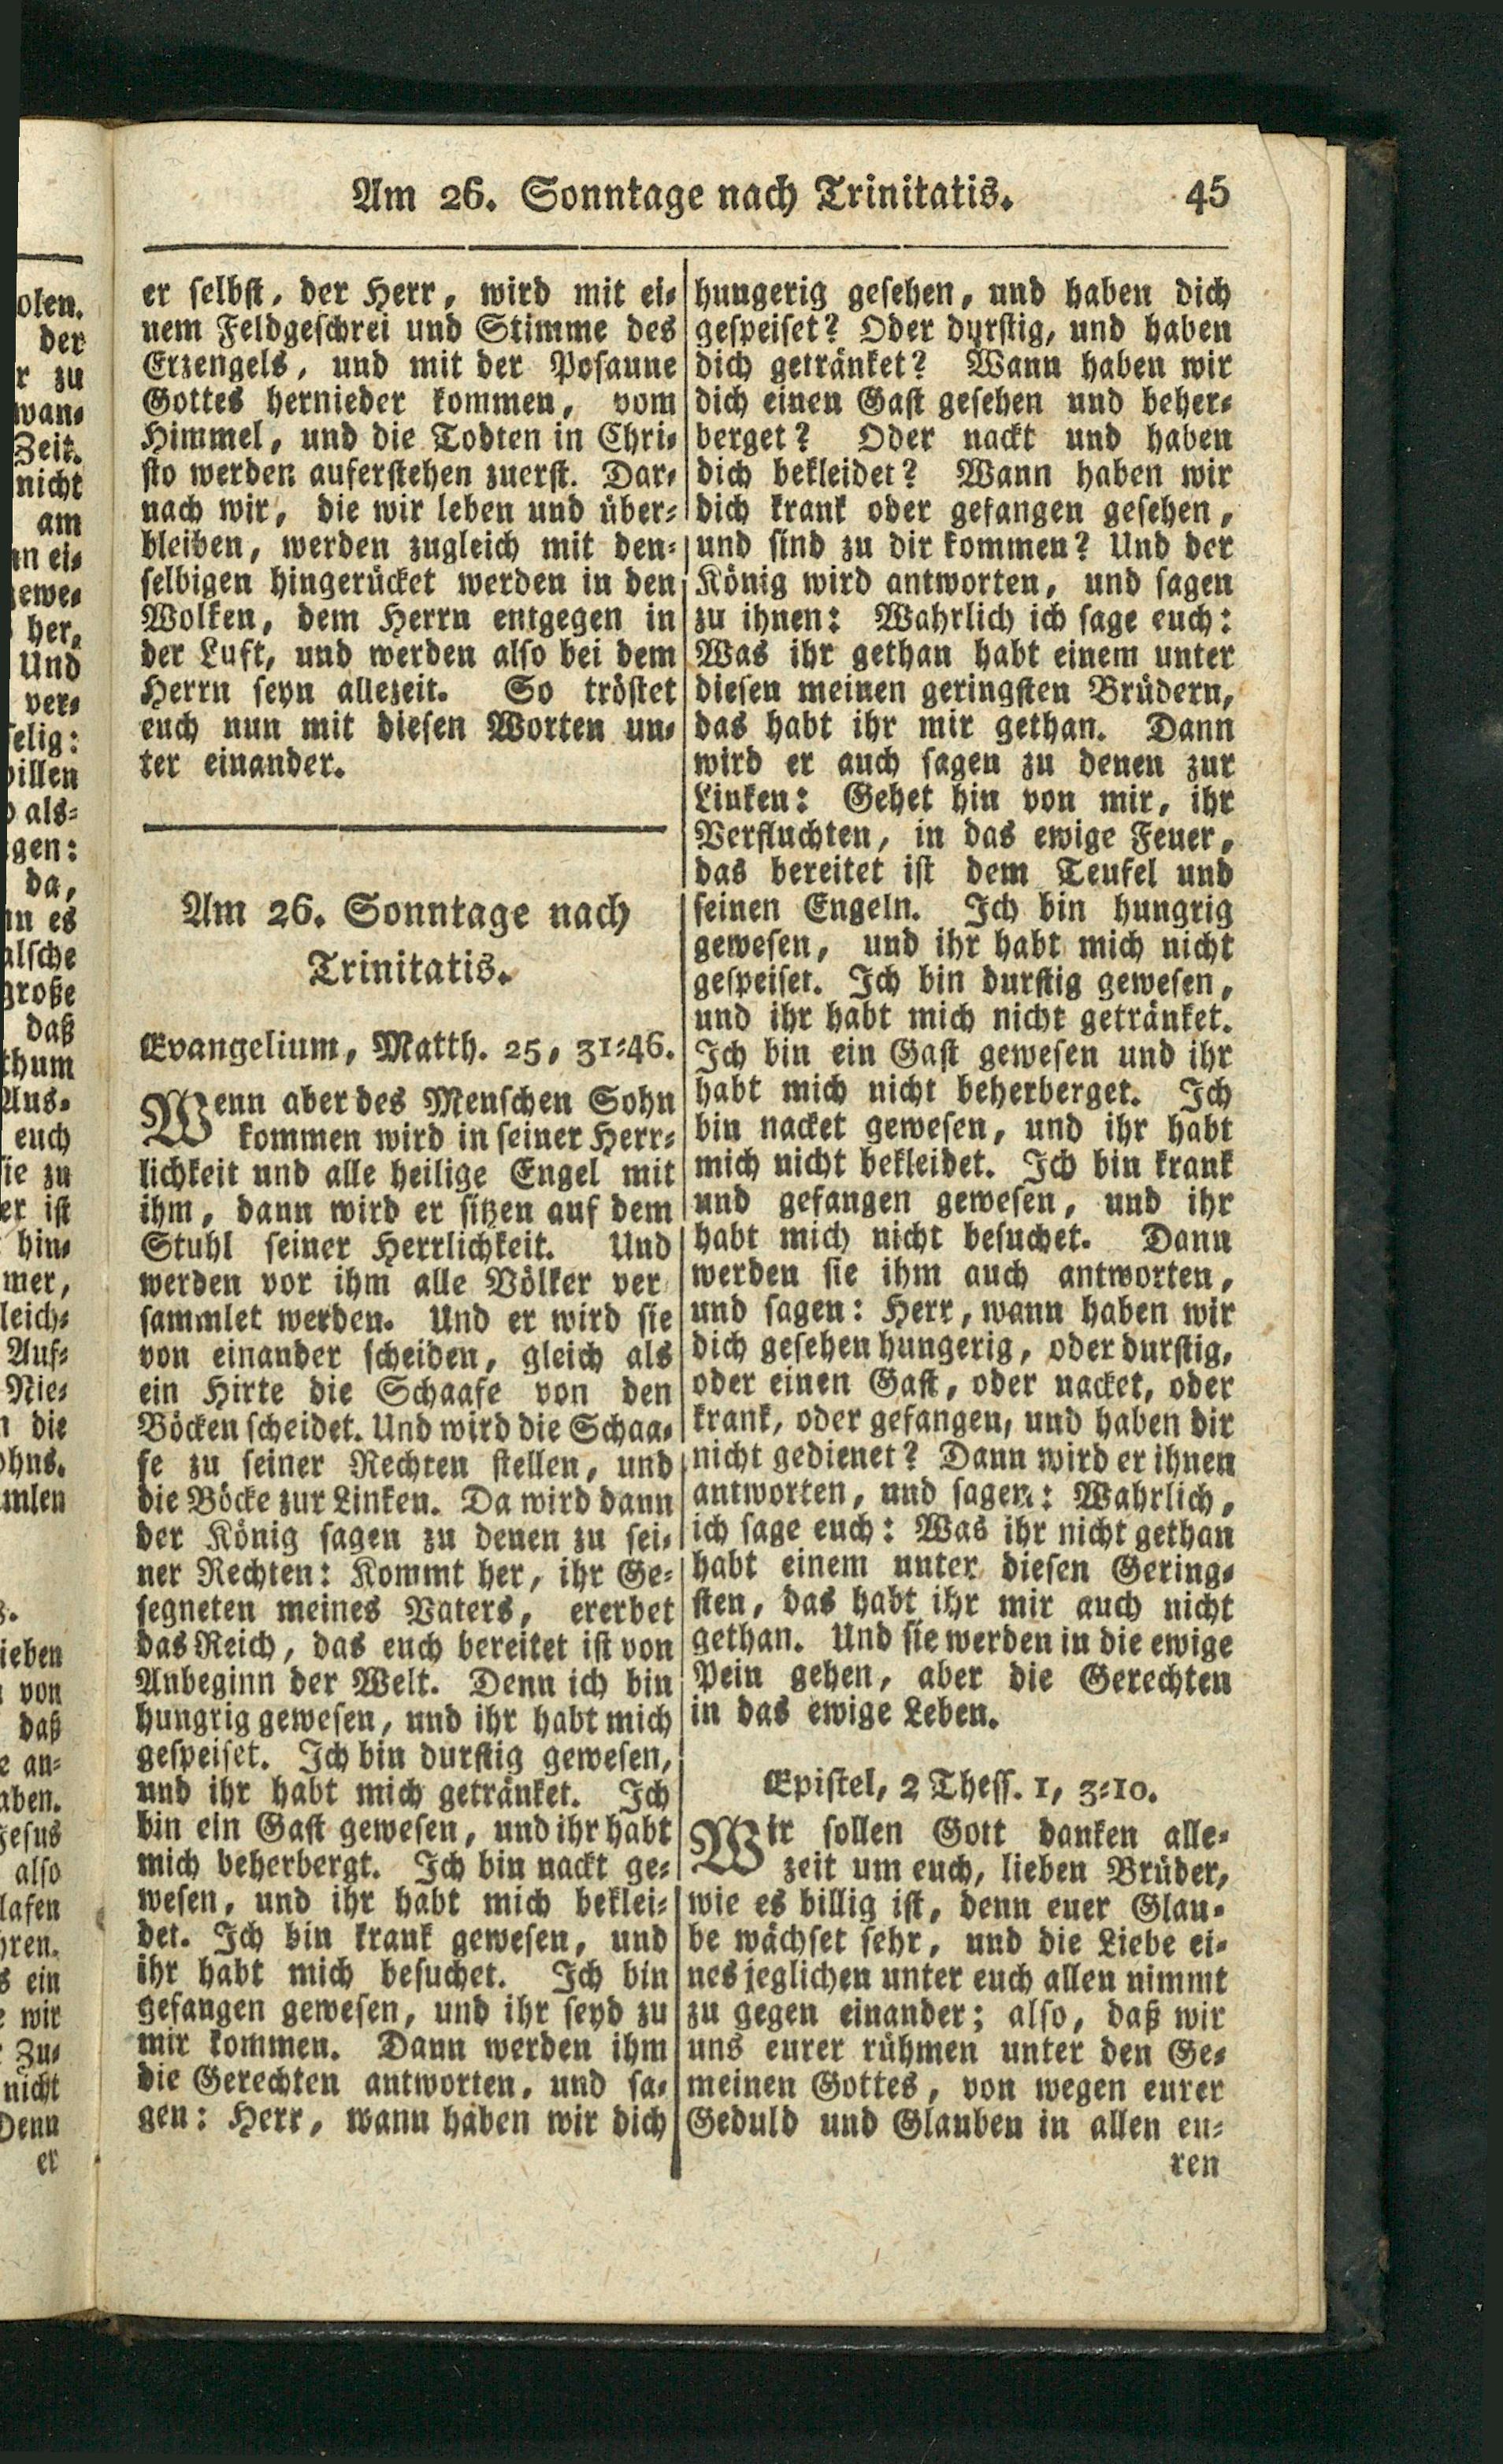 Am 26. Sonntage nach Trinitatis. 45
er selbst, der Herr, wird mit ei-
nem Feldgeschrei und Stimme des
Erzengels, und mit der Posaune
Gottes hernieder kommen, vom
Himmel, und die Todten in Chri-
sto werden auferstehen zuerst. Dar-
nach wir, die wir leben und über-
bleiben, werden zugleich mit den-
selbigen hingerücket werden in den
Wolken, dem Herrn entgegen in
der Luft, und werden also bei dem
Herrn seyn allezeit. So tröstet
euch nun mit diesen Worten un-
ter einander.
Am 26. Sonntage nach
Trinitatis.
Evangelium, Matth. 25, 31-46.
Wenn aber des Menschen Sohn
kommen wird in seiner Herr-
lichkeit und alle heilige Engel mit
ihm, dann wird er sitzen auf dem
Stuhl seiner Herrlichkeit. Und
werden vor ihm alle Völker ver
sammlet werden. Und er wird sie
von einander scheiden, gleich als
ein Hirte die Schaafe von den
Böcken scheidet. Und wird die Schaa-
fe zu seiner Rechten stellen, und
die Böcke zur Linken. Da wird dann
der König sagen zu denen zu sei-
ner Rechten: Kommt her, ihr Ge-
segneten meines Vaters, ererbet
das Reich, das euch bereitet ist von
Anbeginn der Welt. Denn ich bin
hungrig gewesen, und ihr habt mich
gespeiset. Ich bin durstig gewesen,
und ihr habt mich getränket. Ich
bin ein Gast gewesen, und ihr habt
mich beherbergt. Ich bin nackt ge-
wesen, und ihr habt mich beklei-
det. Ich bin krank gewesen, und
ihr habt mich besuchet. Ich bin
gefangen gewesen, und ihr seyd zu
mir kommen. Dann werden ihm
die Gerechten antworten, und sa-
gen: Herr, wann haben wir dich
hungerig gesehen, und haben dich
gespeiset? Oder durstig, und haben
dich getränket? Wann haben wir
dich einen Gast gesehen und beher-
berget? Oder nackt und haben
dich bekleidet? Wann haben wir
dich krank oder gefangen gesehen,
und sind zu dir kommen? Und der
König wird antworten, und sagen
zu ihnen: Wahrlich ich sage euch:
Was ihr gethan habt einem unter
diesen meinen geringsten Brüdern,
das habt ihr mir gethan. Dann
wird er auch sagen zu denen zur
Linken: Gehet hin von mir, ihr
Verfluchten, in das ewige Feuer,
das bereitet ist dem Teufel und
seinen Engeln. Ich bin hungrig
gewesen, und ihr habt mich nicht
gespeiset. Ich bin durstig gewesen,
und ihr habt mich nicht getränket.
Ich bin ein Gast gewesen und ihr
habt mich nicht beherberget. Ich
bin nacket gewesen, und ihr habt
mich nicht bekleidet. Ich bin krank
und gefangen gewesen, und ihr
habt mich nicht besuchet. Dann
werden sie ihm auch antworten,
und sagen: Herr, wann haben wir
dich gesehen hungerig, oder durstig,
oder einen Gast, oder nacket, oder
krank, oder gefangen, und haben dir
nicht gedienet? Dann wird er ihnen
antworten, und sagen: Wahrlich,
ich sage euch: Was ihr nicht gethan
habt einem unter diesen Gering-
sten, das habt ihr mir auch nicht
gethan. Und sie werden in die ewige
Pein gehen, aber die Gerechten
in das ewige Leben.
Epistel, 2 Thess. 1, 3-10.
Wir sollen Gott danken alle-
zeit um euch, lieben Brüder,
wie es billig ist, denn euer Glau-
be wächset sehr, und die Liebe ei-
nes jeglichen unter euch allen nimmt
zu gegen einander; also, daß wir
uns eurer rühmen unter den Ge-
meinen Gottes, von wegen eurer
Geduld und Glauben in allen eu-
ren